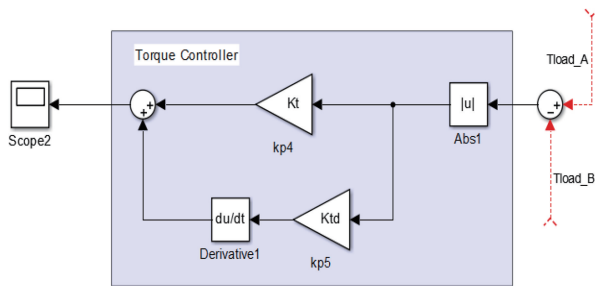 Torque Controller
Tload_A
Kt
|u|
+
+
+
−
Scope2
kp4
Abs1
Tload_B
du/dt
Ktd
Derivative1
kp5